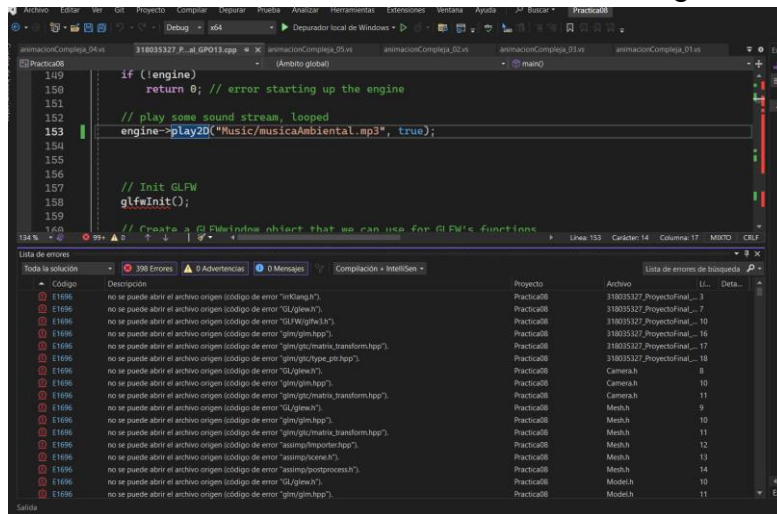 Archivo Editar Ver Git Proyecto Compilar Depurar Prueba Analizar Herramientas Extensiones Ventana Ayuda Buscar Practica08
Debug x64 Depurador local de Windows
animacionCompleja_04.vs 318035327_P...al_GPO13.cpp animacionCompleja_05.vs animacionCompleja_02.vs animacionCompleja_03.vs animacionCompleja_01.vs
Practica08 (Ámbito global) main()
149 if (!engine)
150 return 0; // error starting up the engine
151
152 // play some sound stream, looped
153 engine->play2D("Music/musicaAmbiental.mp3", true);
154
155
156
157 // Init GLFW
158 glfwInit();
159
160 // Create a GLFWwindow object that we can use for GLFW's functions
134 % 99+ 0 Línea: 153 Carácter: 14 Columna: 17 MIXTO CRLF
Lista de errores
Toda la solución 398 Errores 0 Advertencias 0 Mensajes Compilación + IntelliSen Lista de errores de búsqueda
Código Descripción Proyecto Archivo Lí... Deta...
E1696 no se puede abrir el archivo origen (código de error "irrKlang.h"). Practica08 318035327_ProyectoFinal_... 3
E1696 no se puede abrir el archivo origen (código de error "GL/glew.h"). Practica08 318035327_ProyectoFinal_... 7
E1696 no se puede abrir el archivo origen (código de error "GLFW/glfw3.h"). Practica08 318035327_ProyectoFinal_... 10
E1696 no se puede abrir el archivo origen (código de error "glm/glm.hpp"). Practica08 318035327_ProyectoFinal_... 16
E1696 no se puede abrir el archivo origen (código de error "glm/gtc/matrix_transform.hpp"). Practica08 318035327_ProyectoFinal_... 17
E1696 no se puede abrir el archivo origen (código de error "glm/gtc/type_ptr.hpp"). Practica08 318035327_ProyectoFinal_... 18
E1696 no se puede abrir el archivo origen (código de error "GL/glew.h"). Practica08 Camera.h 8
E1696 no se puede abrir el archivo origen (código de error "glm/glm.hpp"). Practica08 Camera.h 10
E1696 no se puede abrir el archivo origen (código de error "glm/gtc/matrix_transform.hpp"). Practica08 Camera.h 11
E1696 no se puede abrir el archivo origen (código de error "GL/glew.h"). Practica08 Mesh.h 9
E1696 no se puede abrir el archivo origen (código de error "glm/glm.hpp"). Practica08 Mesh.h 10
E1696 no se puede abrir el archivo origen (código de error "glm/gtc/matrix_transform.hpp"). Practica08 Mesh.h 11
E1696 no se puede abrir el archivo origen (código de error "assimp/Importer.hpp"). Practica08 Mesh.h 12
E1696 no se puede abrir el archivo origen (código de error "assimp/scene.h"). Practica08 Mesh.h 13
E1696 no se puede abrir el archivo origen (código de error "assimp/postprocess.h"). Practica08 Mesh.h 14
E1696 no se puede abrir el archivo origen (código de error "GL/glew.h"). Practica08 Model.h 10
E1696 no se puede abrir el archivo origen (código de error "glm/glm.hpp"). Practica08 Model.h 11
Salida